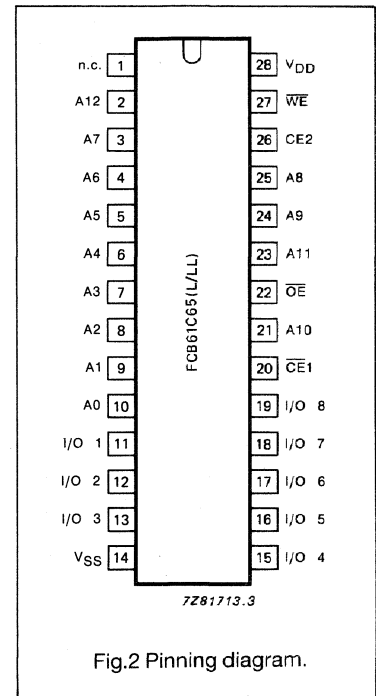 n.c. 1 28 VDD
A12 2 27 W̅E̅
A7 3 26 CE2
A6 4 25 A8
A5 5 24 A9
A4 6 23 A11
A3 7 22 O̅E̅
A2 8 21 A10
A1 9 20 C̅E̅1
A0 10 19 I/O 8
I/O 1 11 18 I/O 7
I/O 2 12 17 I/O 6
I/O 3 13 16 I/O 5
VSS 14 15 I/O 4
FCB61C65(L/LL)
7Z81713.3
Fig.2 Pinning diagram.